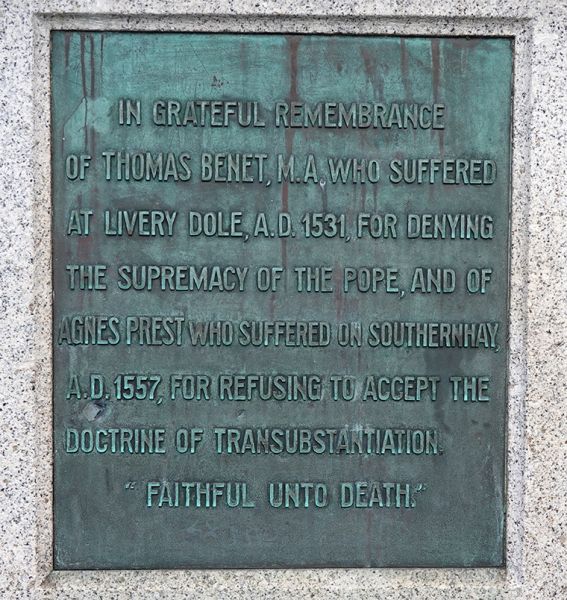 IN GRATEFUL REMEMBRANCE
OF THOMAS BENET, M.A. WHO SUFFERED
AT LIVERY DOLE, A.D. 1531, FOR DENYING
THE SUPREMACY OF THE POPE, AND OF
AGNES PREST WHO SUFFERED ON SOUTHERNHAY,
A.D. 1557, FOR REFUSING TO ACCEPT THE
DOCTRINE OF TRANSUBSTANTIATION.
"FAITHFUL UNTO DEATH."